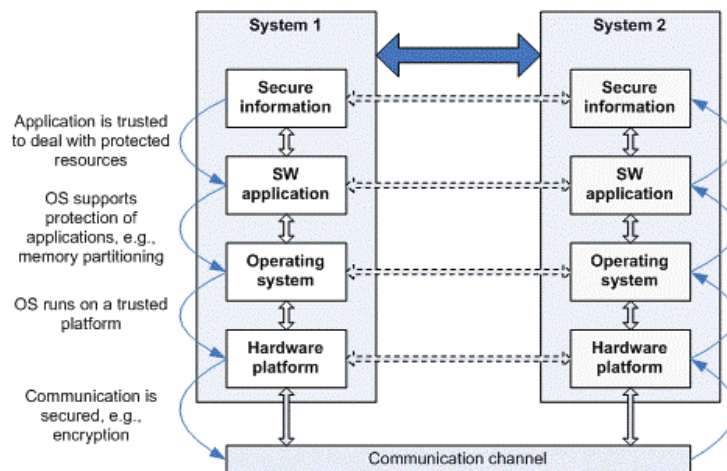 System 1
System 2
Secure
information
Secure
information
Application is trusted
to deal with protected
resources
SW
application
SW
application
OS supports
protection of
applications, e.g.,
memory partitioning
Operating
system
Operating
system
OS runs on a trusted
platform
Hardware
platform
Hardware
platform
Communication is
secured, e.g.,
encryption
Communication channel